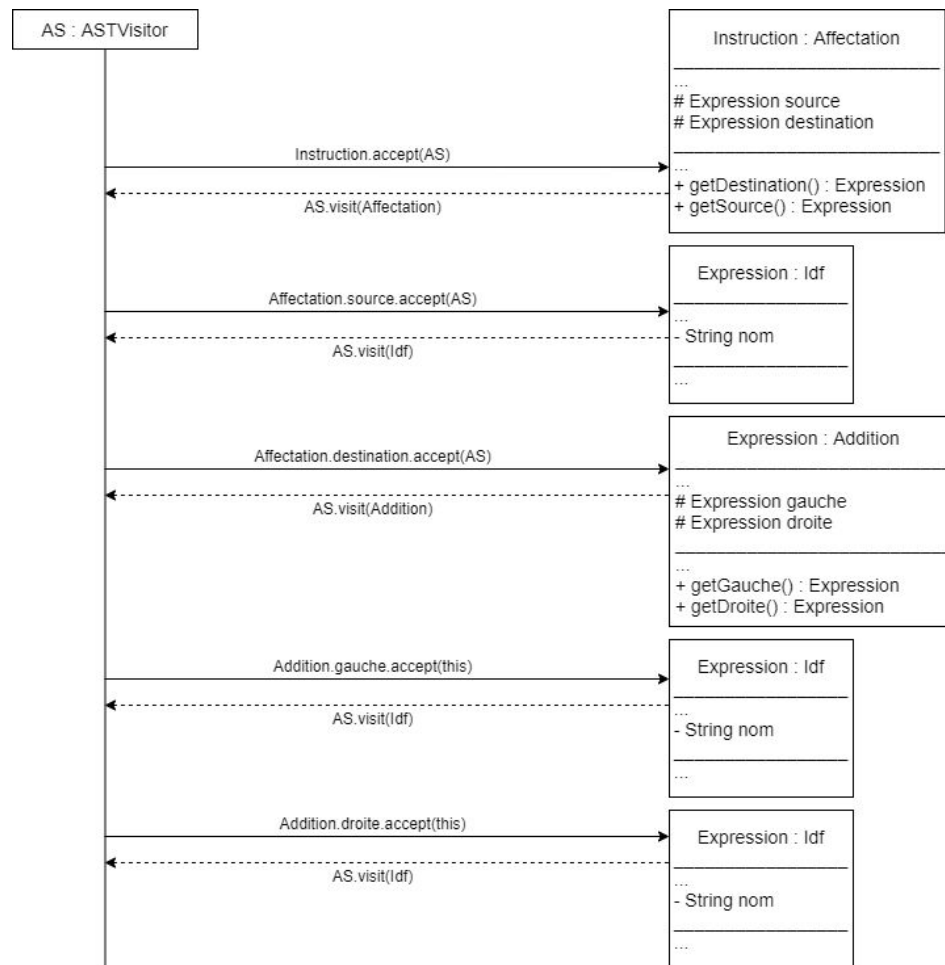 AS : ASTVisitor
Instruction : Affectation
...
# Expression source
# Expression destination
Instruction.accept(AS)
...
+ getDestination() : Expression
AS.visit(Affectation)
+ getSource() : Expression
Expression : Idf
Affectation.source.accept(AS)
...
- String nom
AS.visit(Idf)
...
Expression : Addition
Affectation.destination.accept(AS)
...
# Expression gauche
AS.visit(Addition)
# Expression droite
...
+ getGauche() : Expression
+ getDroite() : Expression
Addition.gauche.accept(this)
Expression : Idf
...
AS.visit(Idf)
- String nom
...
Addition.droite.accept(this)
Expression : Idf
...
AS.visit(Idf)
- String nom
...